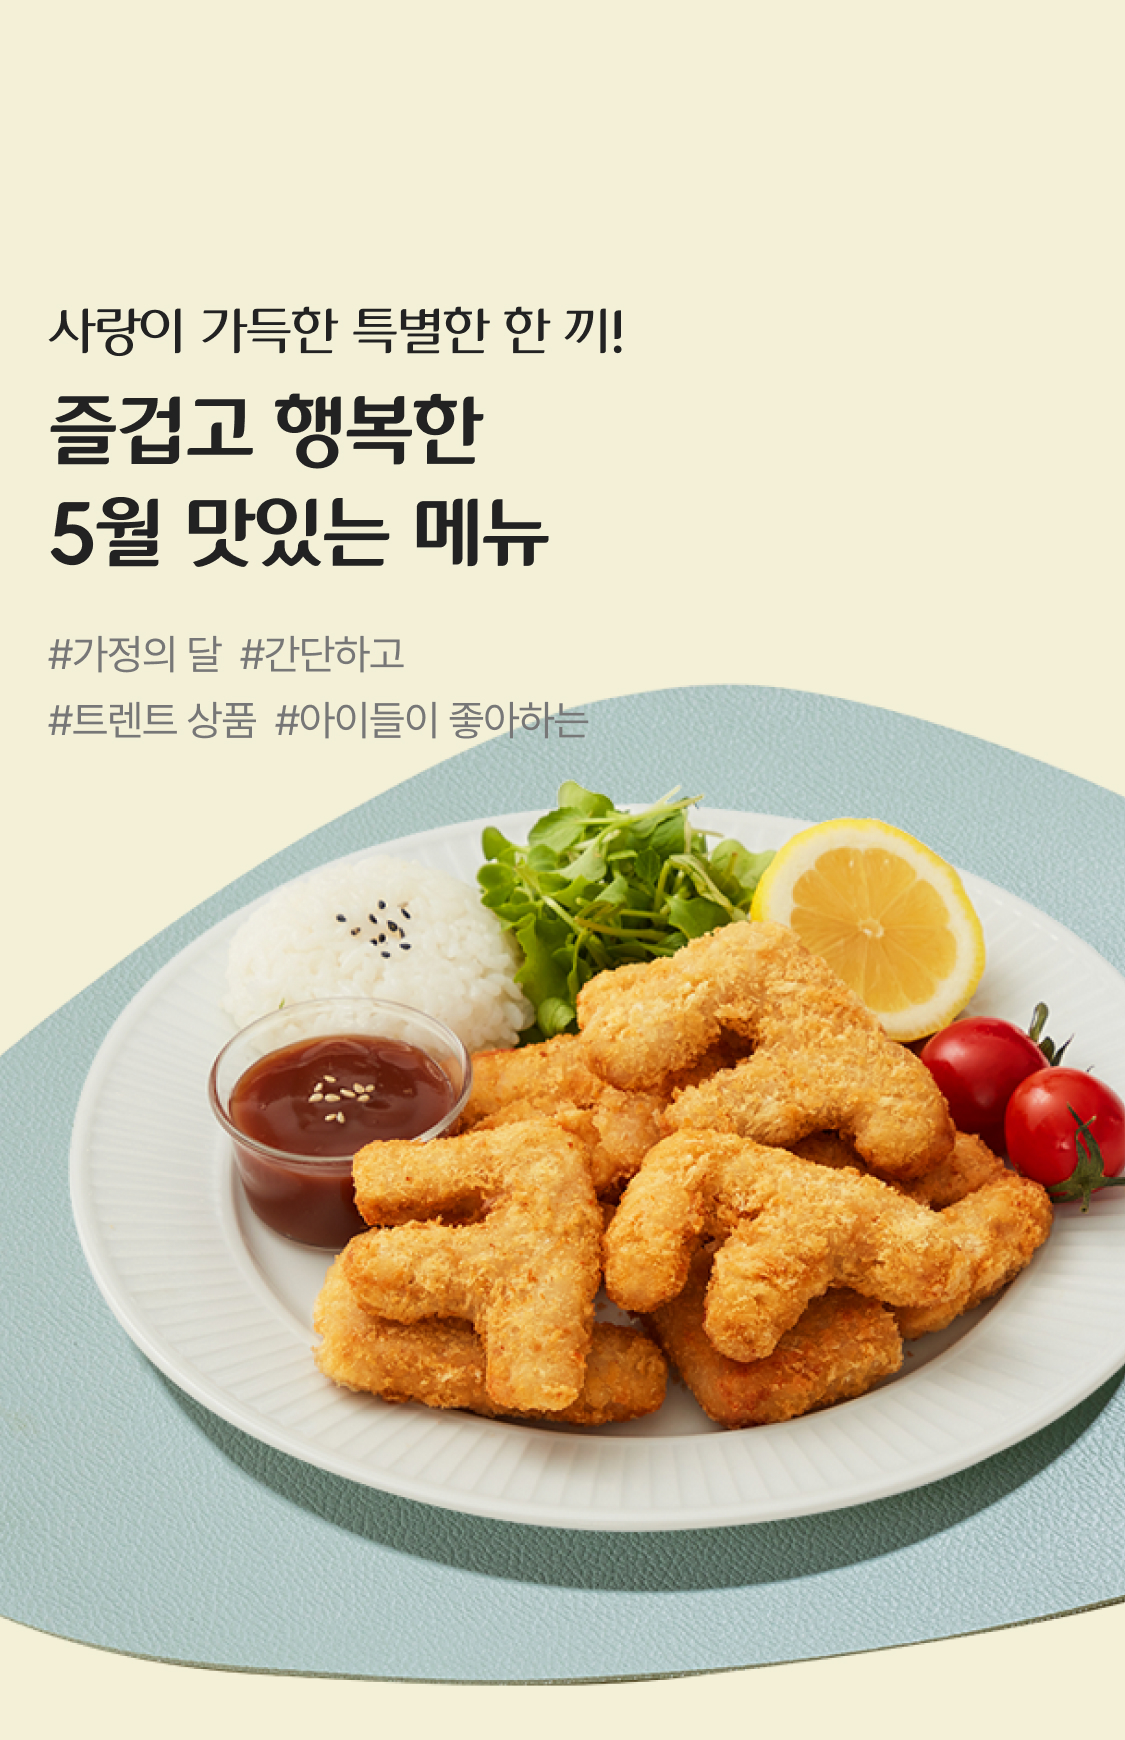 사랑이 가득한 특별한 한 끼!
즐겁고 행복한
5월 맛있는 메뉴
#가정의 달 #간단하고
#트렌트 상품 #아이들이 좋아하는